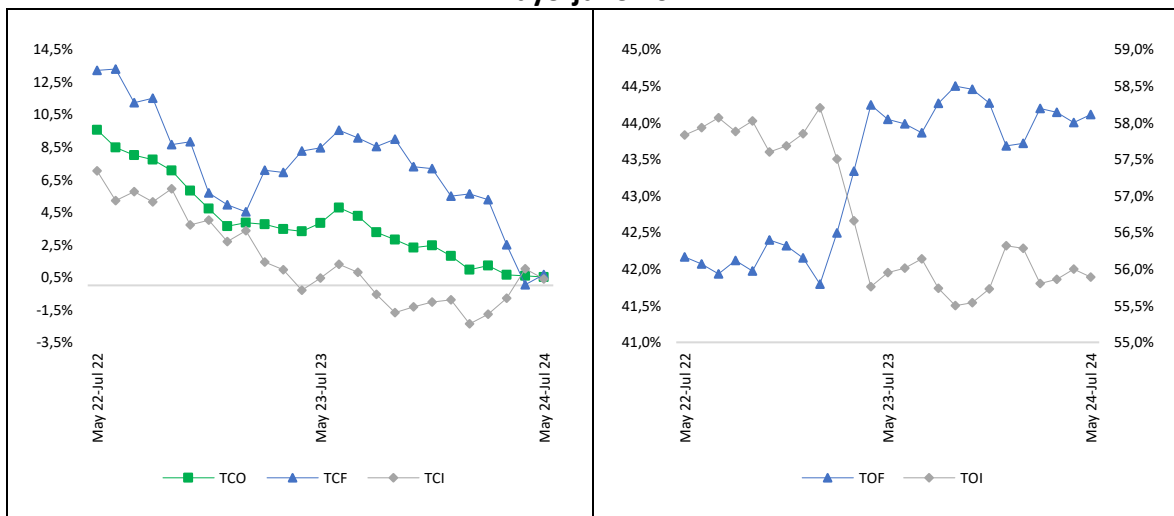 14,5%
12,5%
10,5%
8,5%
6,5%
4,5%
2,5%
0,5%
-1,5%
-3,5%
May 22-Jul 22
May 23-Jul 23
May 24-Jul 24
TCO TCF TCI
45,0% 59,0%
44,5% 58,5%
44,0% 58,0%
43,5% 57,5%
43,0% 57,0%
42,5% 56,5%
42,0% 56,0%
41,5% 55,5%
41,0% 55,0%
May 22-Jul 22
May 23-Jul 23
May 24-Jul 24
TOF TOI